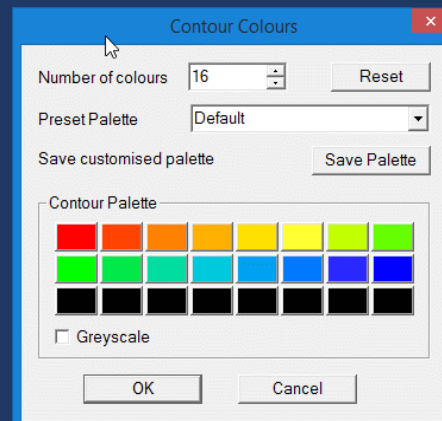 Contour Colours
Number of colours 16 Reset
Preset Palette Default
Save customised palette Save Palette
Contour Palette
Greyscale
OK Cancel